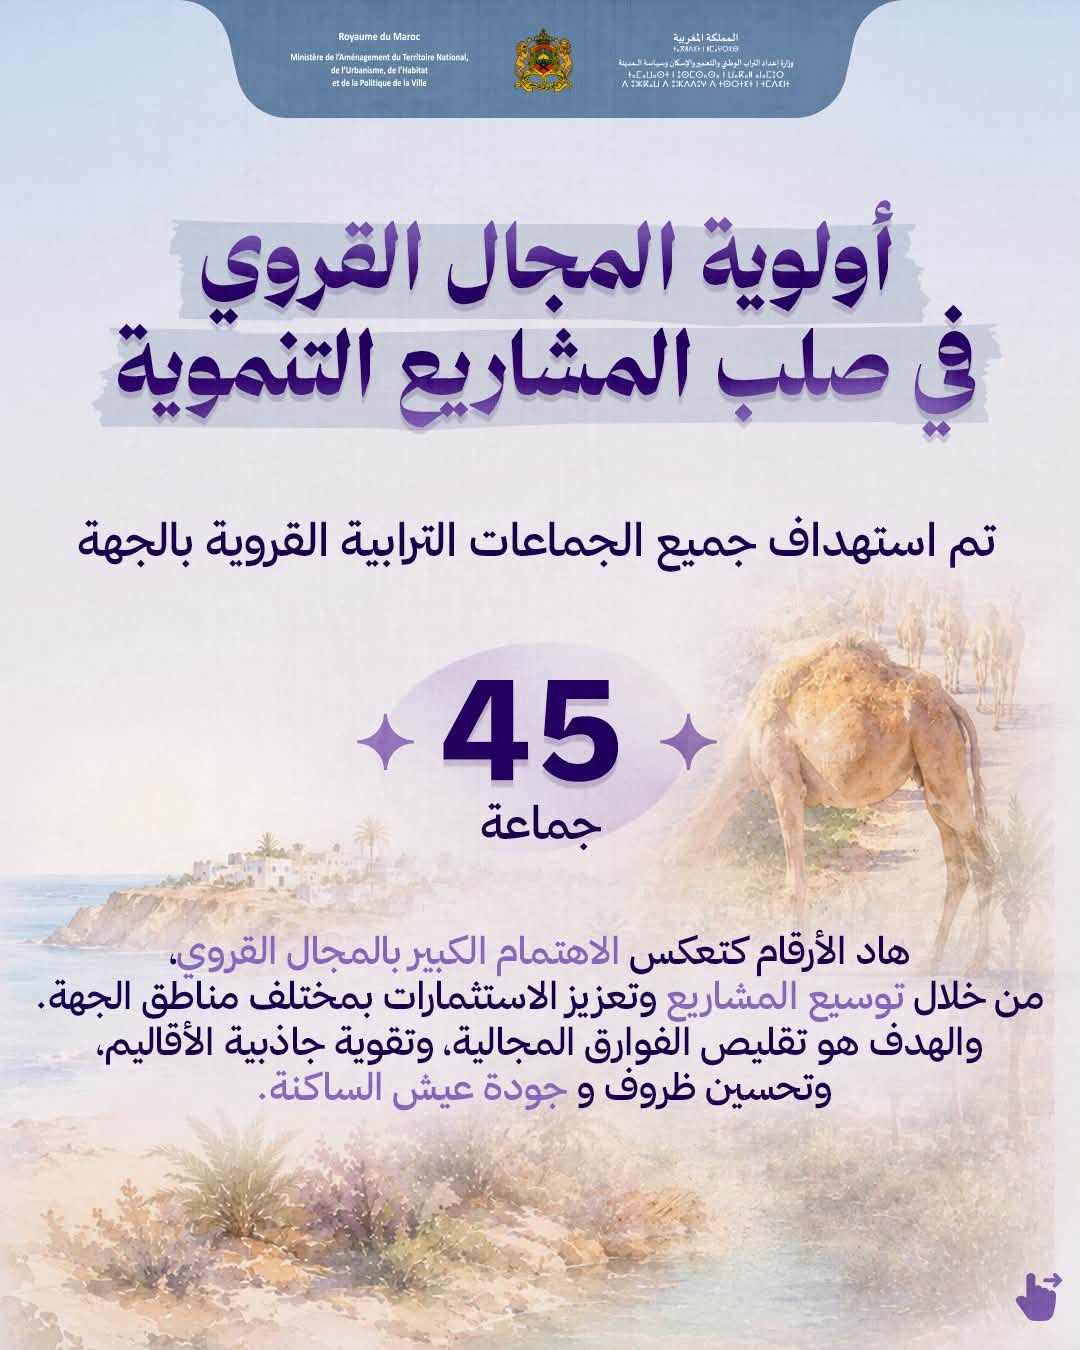 Royaume du Maroc
Ministère de l'Aménagement du Territoire National,
de l'Urbanisme, de l'Habitat
et de la Politique de la Ville
المملكة المغربية
ⵜⴰⴳⵍⴷⵉⵜ ⵏ ⵍⵎⵖⵔⵉⴱ
وزارة إعداد التراب الوطني والتعمير والإسكان وسياسة المدينة
أولوية المجال القروي
في صلب المشاريع التنموية
تم استهداف جميع الجماعات الترابية القروية بالجهة
45
جماعة
هاد الأرقام كتعكس الاهتمام الكبير بالمجال القروي،
من خلال توسيع المشاريع وتعزيز الاستثمارات بمختلف مناطق الجهة.
والهدف هو تقليص الفوارق المجالية، وتقوية جاذبية الأقاليم،
وتحسين ظروف و جودة عيش الساكنة.